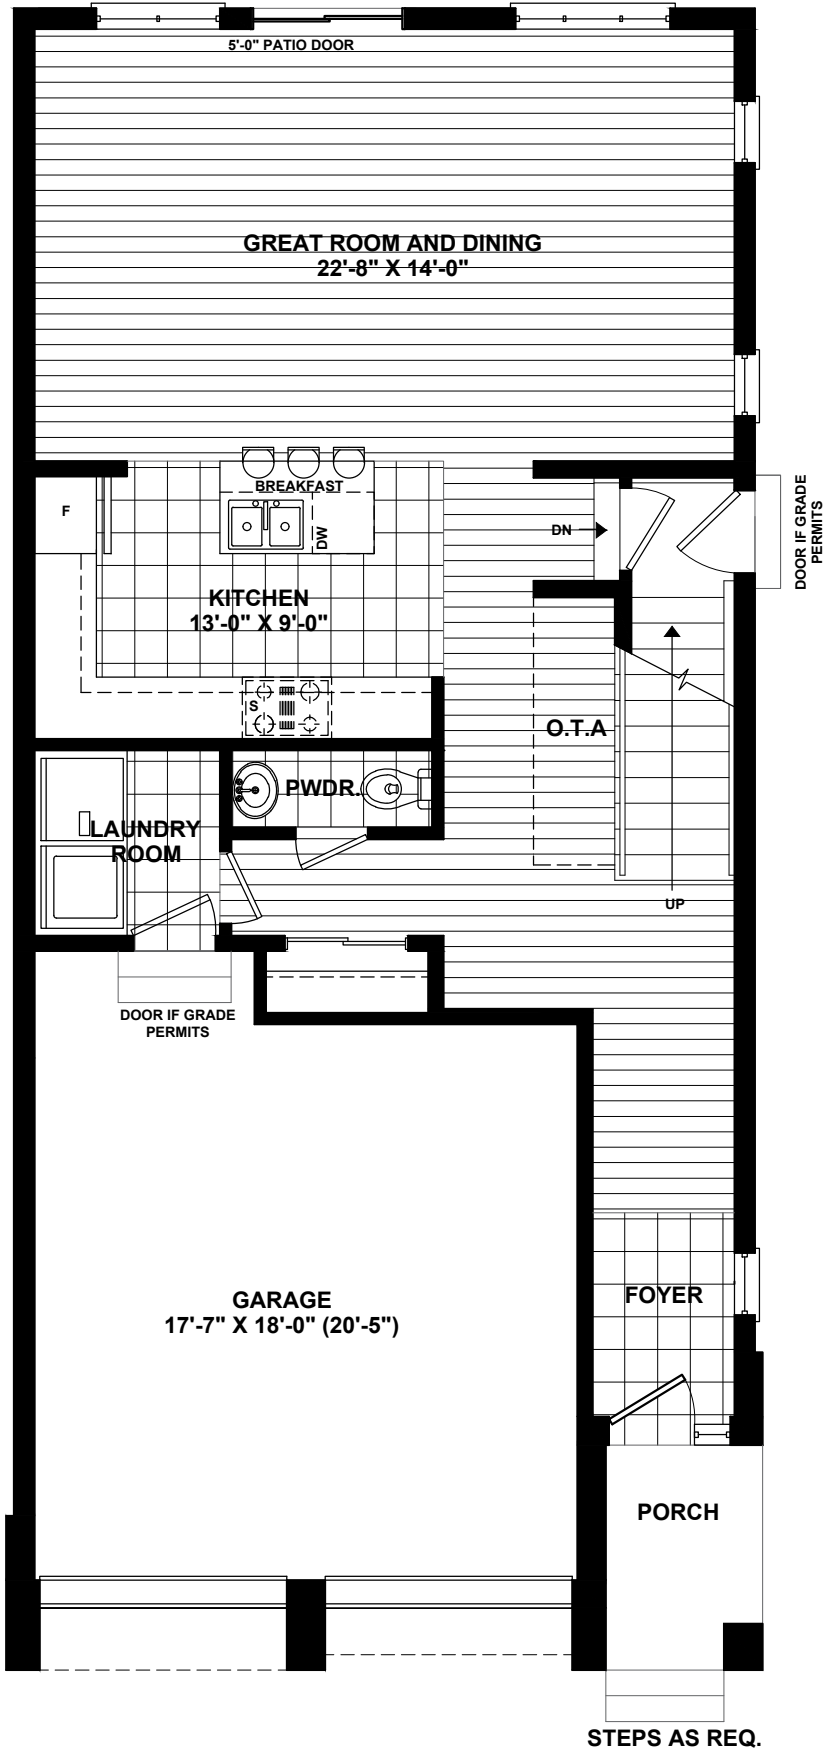 5'-0" PATIO DOOR
GREAT ROOM AND DINING
22'-8" X 14'-0"
BREAKFAST
F
DW
DN
DOOR IF GRADE
PERMITS
KITCHEN
13'-0" X 9'-0"
S
O.T.A
PWDR.
LAUNDRY
ROOM
UP
DOOR IF GRADE
PERMITS
GARAGE
17'-7" X 18'-0" (20'-5")
FOYER
PORCH
STEPS AS REQ.